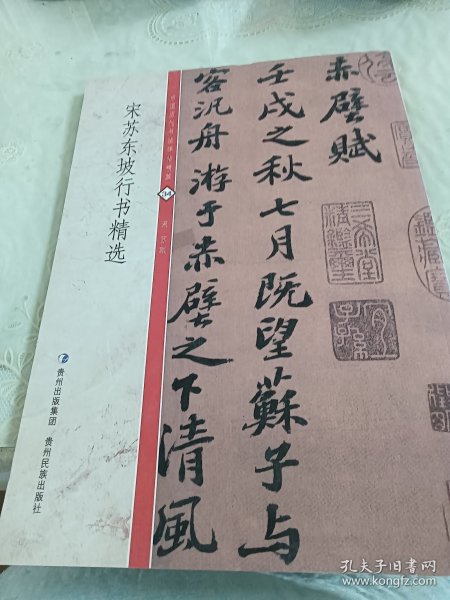 宋苏东坡行书精选
34
贵州出版集团 贵州民族出版社
赤壁賦
壬戌之秋七月既望蘇子与
客泛舟游于赤壁之下清風
孔夫子旧书网
www.kongfz.com